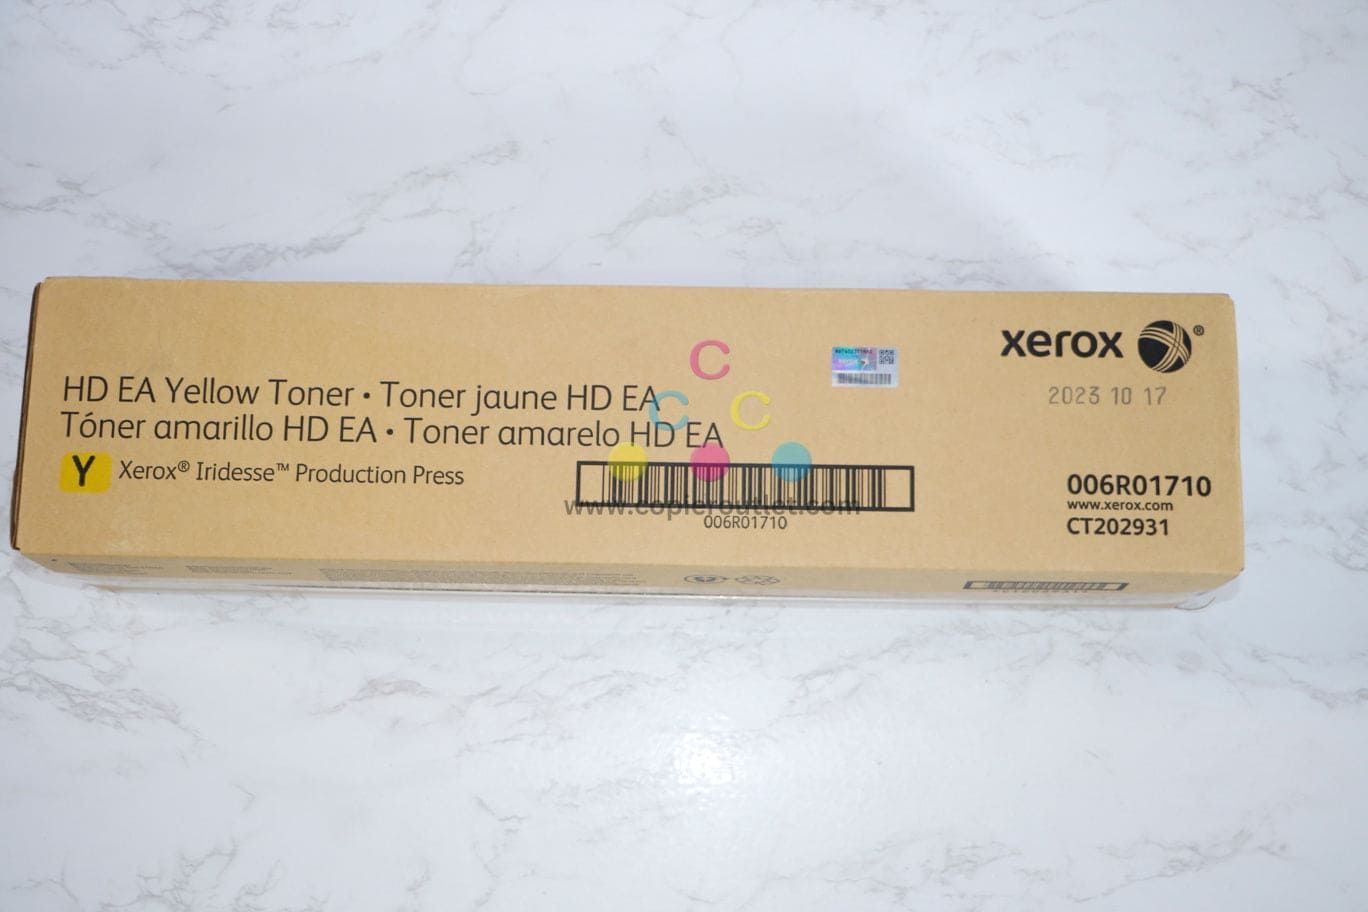 xerox®
2023 10 17
HD EA Yellow Toner • Toner jaune HD EA
Tóner amarillo HD EA • Toner amarelo HD EA
Y Xerox® Iridesse™ Production Press
C
C C
www.copieroutlet.com
006R01710
006R01710
www.xerox.com
CT202931